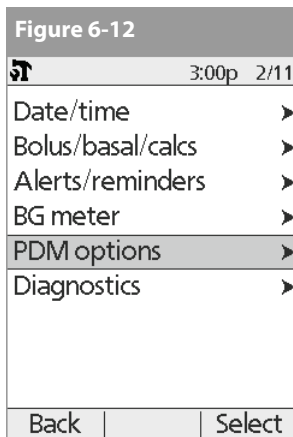 Figure 6-12
3:00p 2/11
Date/time
Bolus/basal/calcs
Alerts/reminders
BG meter
PDM options
Diagnostics
Back Select